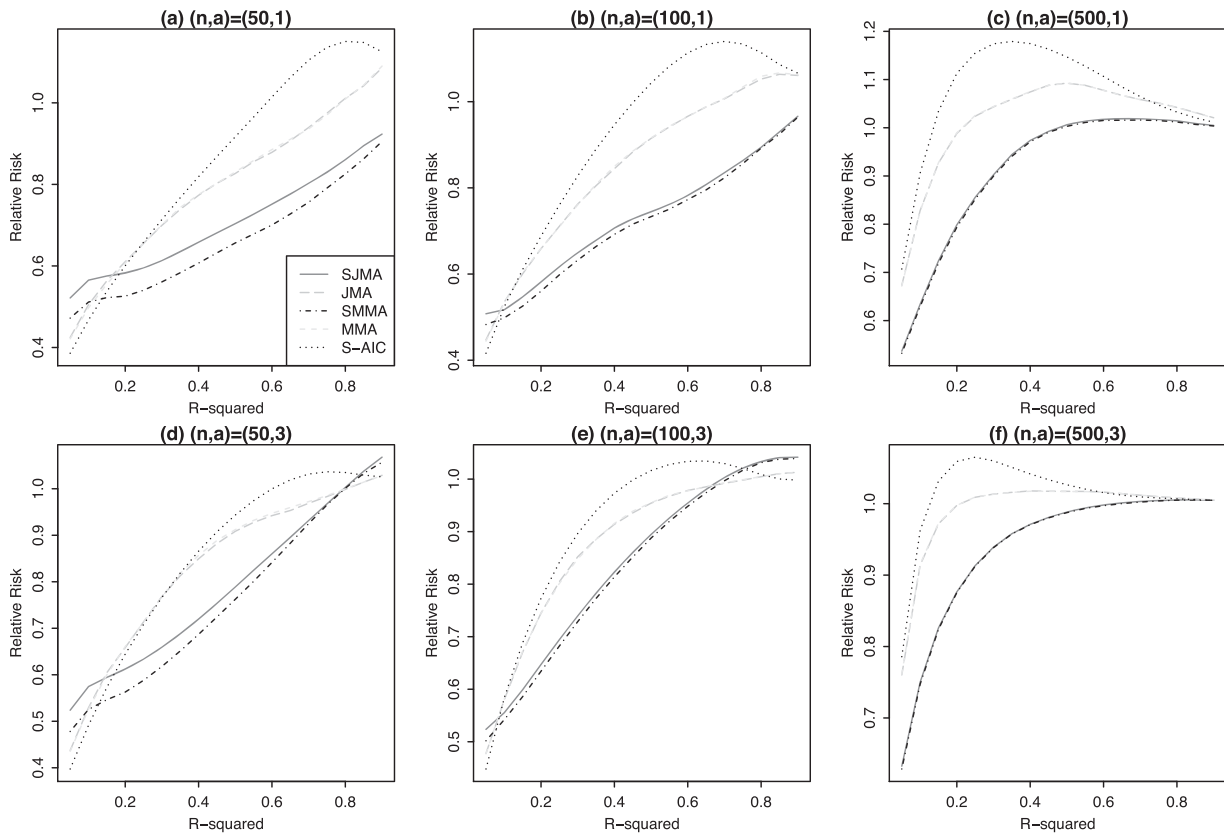 (a) (n,a)=(50,1)
Relative Risk
0.4 0.6 0.8 1.0
SJMA
JMA
SMMA
MMA
S-AIC
0.2 0.4 0.6 0.8
R-squared
(b) (n,a)=(100,1)
Relative Risk
0.4 0.6 0.8 1.0
0.2 0.4 0.6 0.8
R-squared
(c) (n,a)=(500,1)
Relative Risk
0.6 0.7 0.8 0.9 1.0 1.1 1.2
0.2 0.4 0.6 0.8
R-squared
(d) (n,a)=(50,3)
Relative Risk
0.4 0.5 0.6 0.7 0.8 0.9 1.0
0.2 0.4 0.6 0.8
R-squared
(e) (n,a)=(100,3)
Relative Risk
0.5 0.6 0.7 0.8 0.9 1.0
0.2 0.4 0.6 0.8
R-squared
(f) (n,a)=(500,3)
Relative Risk
0.7 0.8 0.9 1.0
0.2 0.4 0.6 0.8
R-squared